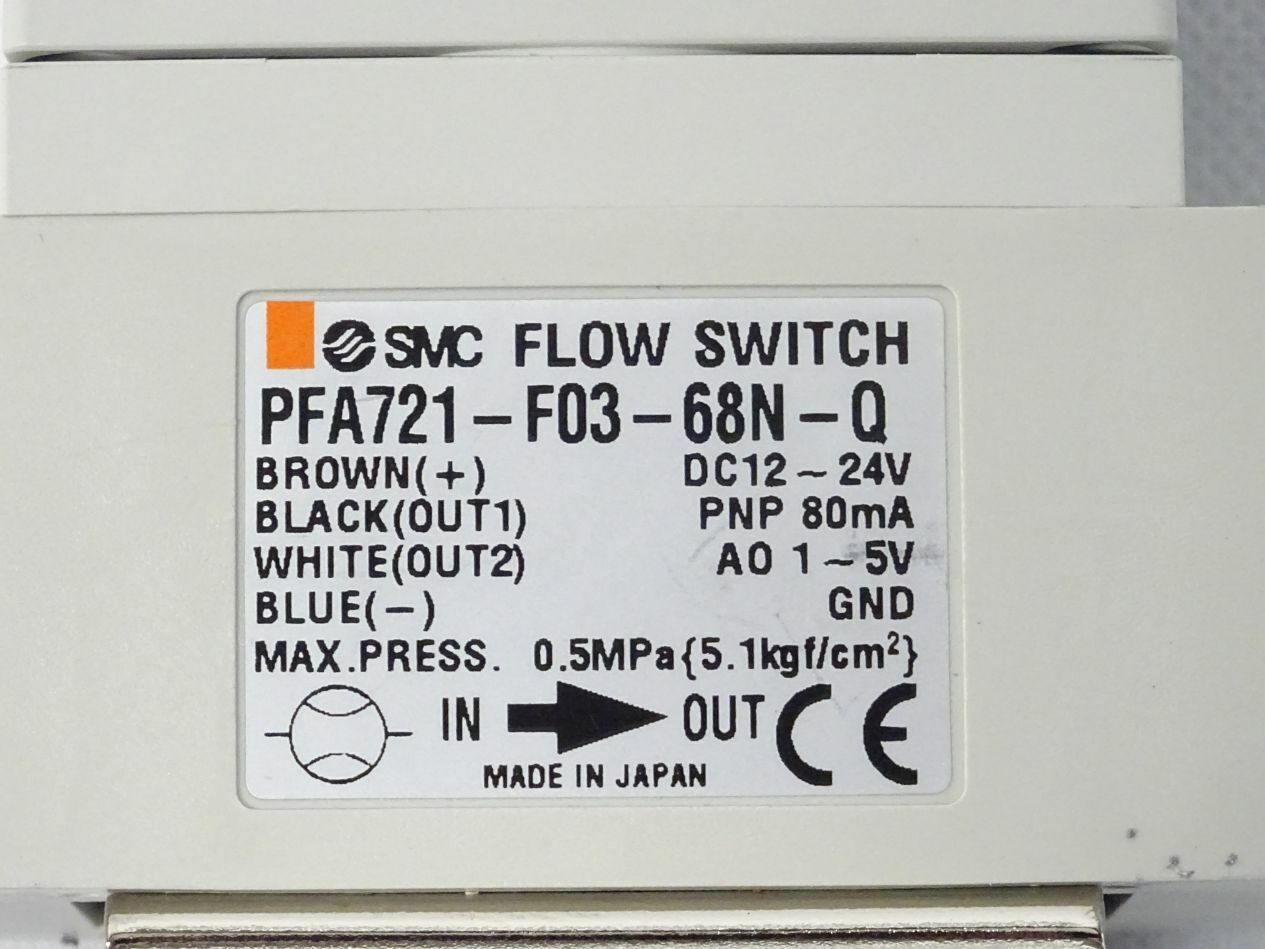 SMC FLOW SWITCH
PFA721-F03-68N-Q
BROWN(+) DC12~24V
BLACK(OUT1) PNP 80mA
WHITE(OUT2) AO 1~5V
BLUE(-) GND
MAX.PRESS. 0.5MPa{5.1kgf/cm²}
IN OUT CE
MADE IN JAPAN